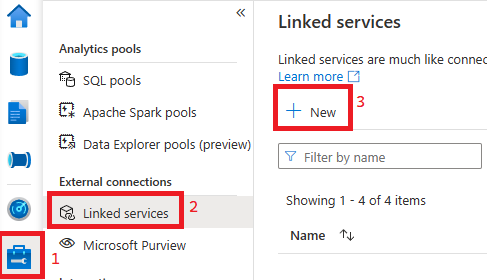 «
Analytics pools
SQL pools
Apache Spark pools
Data Explorer pools (preview)
External connections
Linked services
2
Microsoft Purview
1
Linked services
Linked services are much like connec
Learn more
3
+ New
Filter by name
Showing 1 - 4 of 4 items
Name ↑↓